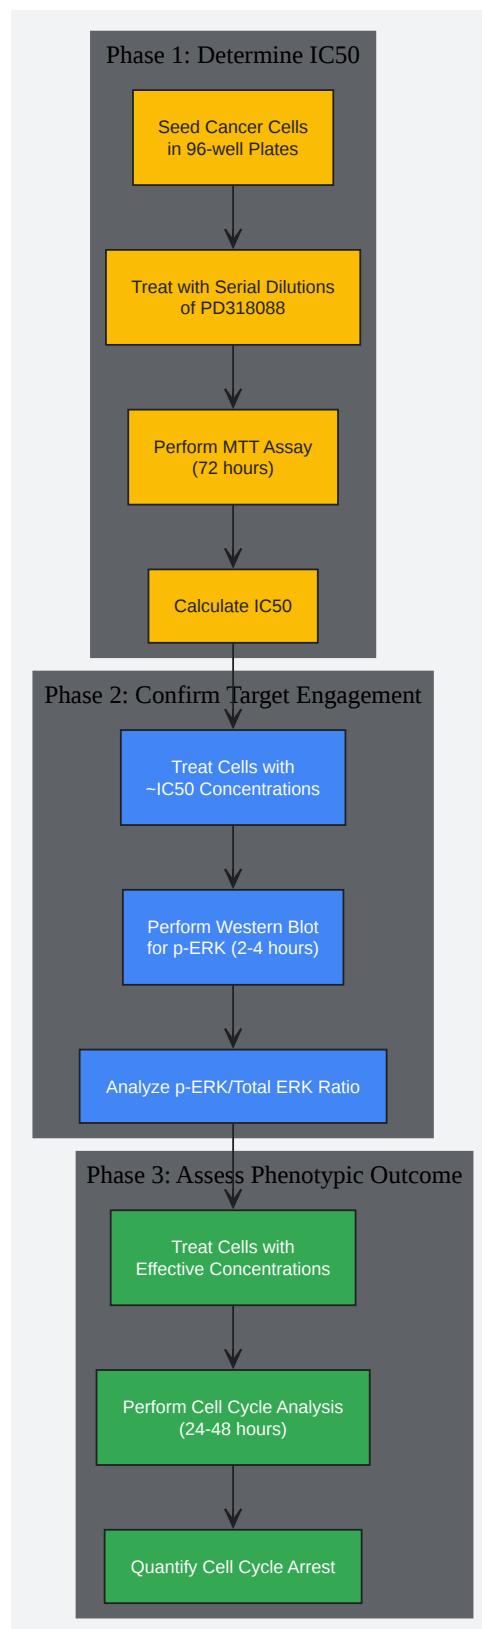 Phase 1: Determine IC50
Seed Cancer Cells
in 96-well Plates
Treat with Serial Dilutions
of PD318088
Perform MTT Assay
(72 hours)
Calculate IC50
Phase 2: Confirm Target Engagement
Treat Cells with
~IC50 Concentrations
Perform Western Blot
for p-ERK (2-4 hours)
Analyze p-ERK/Total ERK Ratio
Phase 3: Assess Phenotypic Outcome
Treat Cells with
Effective Concentrations
Perform Cell Cycle Analysis
(24-48 hours)
Quantify Cell Cycle Arrest